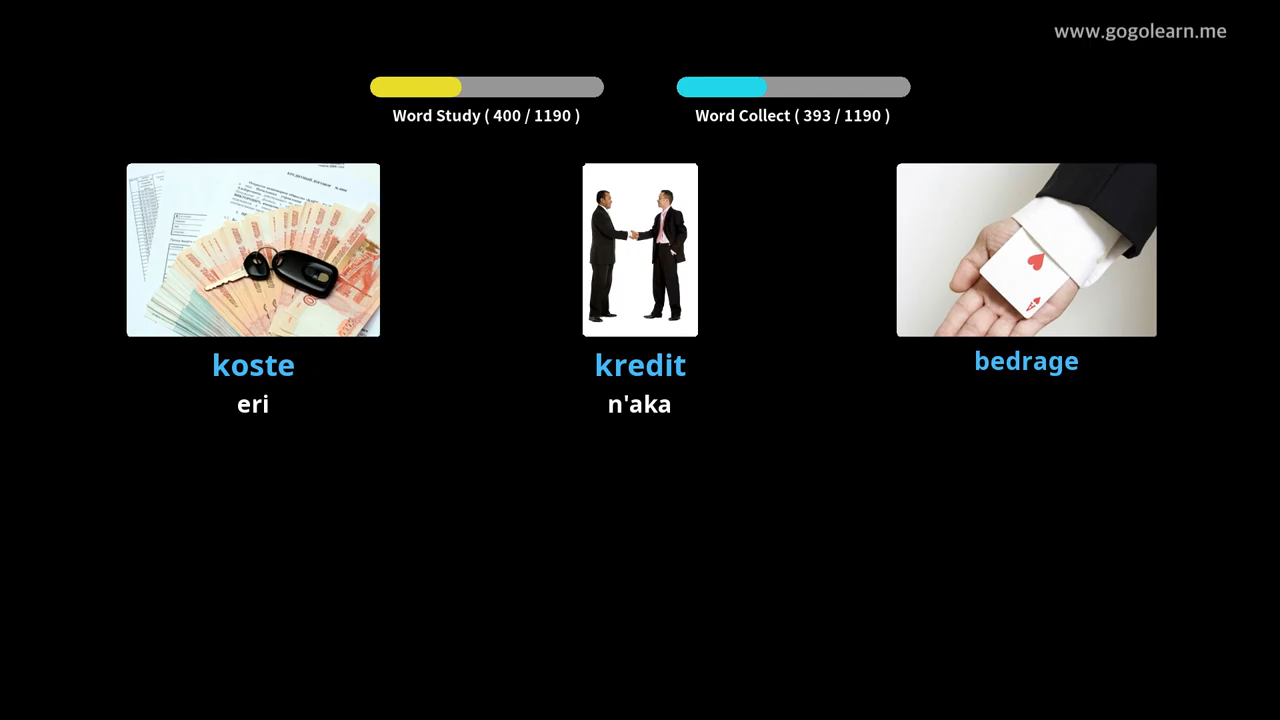 www.gogolearn.me
Word Study ( 400 / 1190 )
Word Collect ( 393 / 1190 )
koste
kredit
bedrage
eri
n'aka